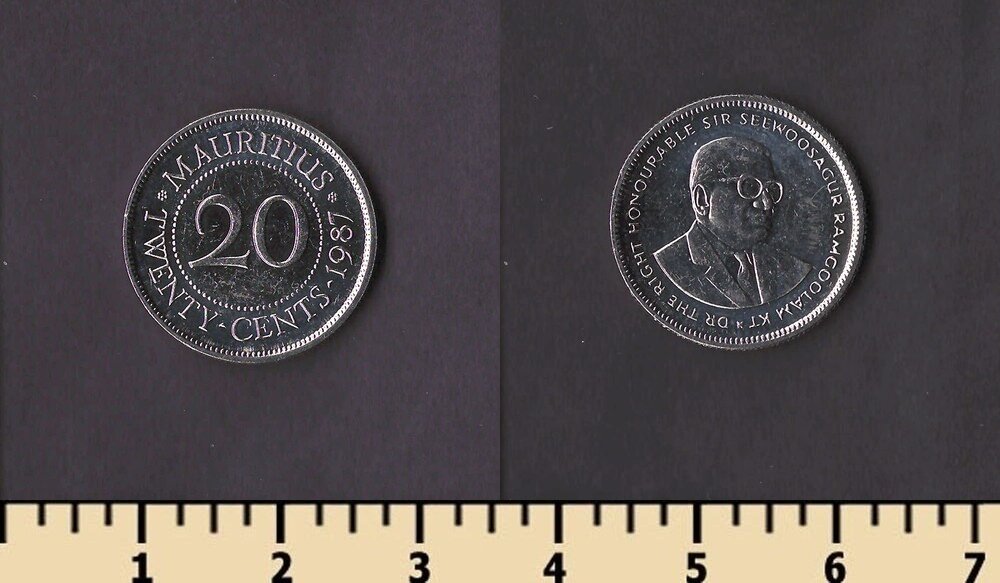 MAURITIUS
20
TWENTY CENTS 1987
DR THE RIGHT HONOURABLE SIR SEEWOOSAGUR RAMGOOLAM KT
1 2 3 4 5 6 7